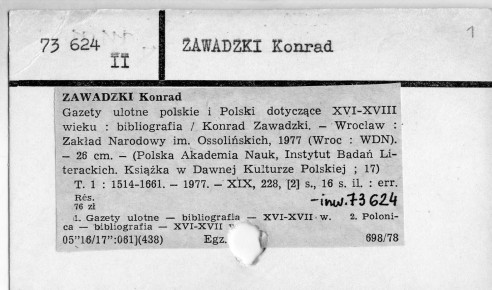 73 624
II
ZAWADZKI Konrad
1
ZAWADZKI Konrad
Gazety ulotne polskie i Polski dotyczące XVI-XVIII
wieku : bibliografia / Konrad Zawadzki. — Wrocław :
Zakład Narodowy im. Ossolińskich, 1977 (Wroc : WDN).
— 26 cm. — (Polska Akademia Nauk, Instytut Badań Li-
terackich. Książka w Dawnej Kulturze Polskiej ; 17)
T. 1 : 1514-1661. — 1977. — XIX, 228, [2] s., 16 s. il. : err.
Rés.
76 zł
-inw. 73 624
1. Gazety ulotne — bibliografia — XVI-XVII w. 2. Poloni-
ca — bibliografia — XVI-XVII
05"16/17":061](438) Egz. 698/78